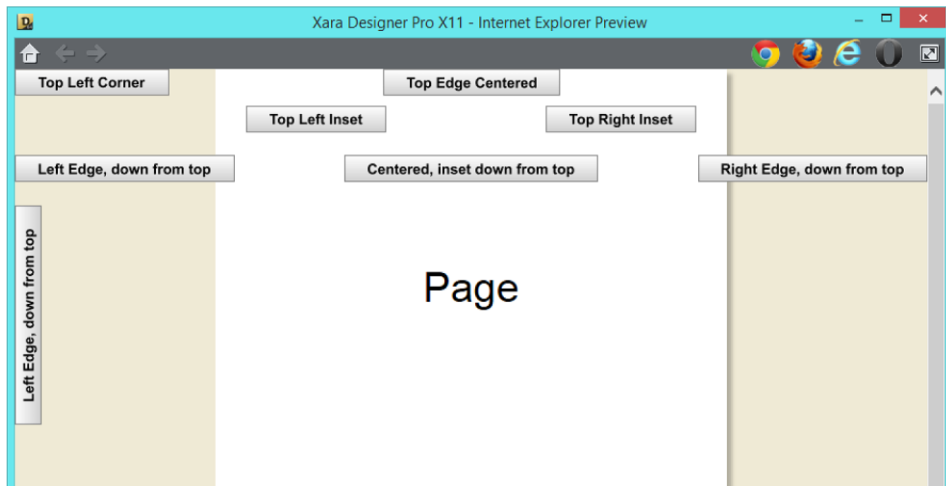 Xara Designer Pro X11 - Internet Explorer Preview
Top Left Corner
Top Edge Centered
Top Left Inset
Top Right Inset
Left Edge, down from top
Centered, inset down from top
Right Edge, down from top
Left Edge, down from top
Page